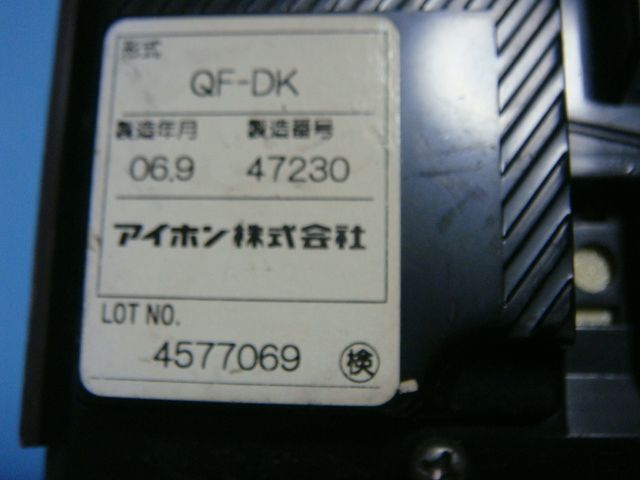 形式
QF-DK
製造年月 製造番号
06.9 47230
アイホン株式会社
LOT NO.
4577069 検